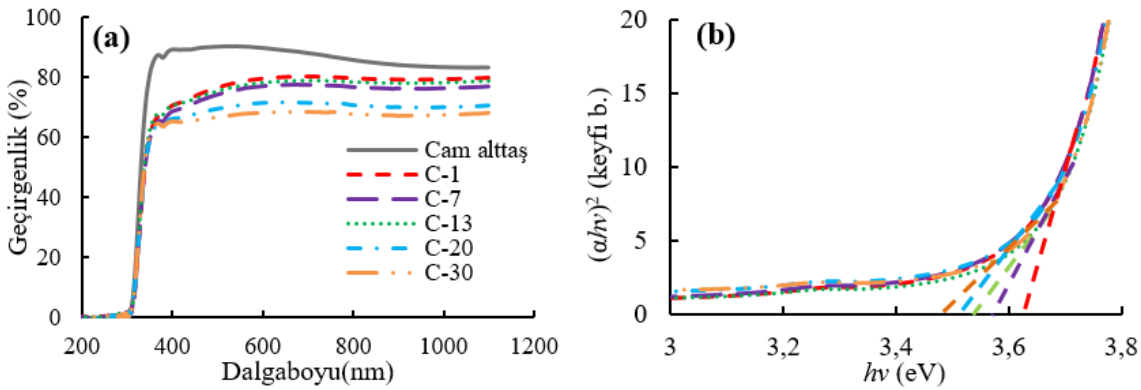 (a)
Geçirgenlik (%)
100
80
60
40
20
0
200 400 600 800 1000 1200
Dalgaboyu(nm)
Cam alttaş
C-1
C-7
C-13
C-20
C-30
(b)
(αhν)² (keyfi b.)
20
15
10
5
0
3 3,2 3,4 3,6 3,8
hν (eV)